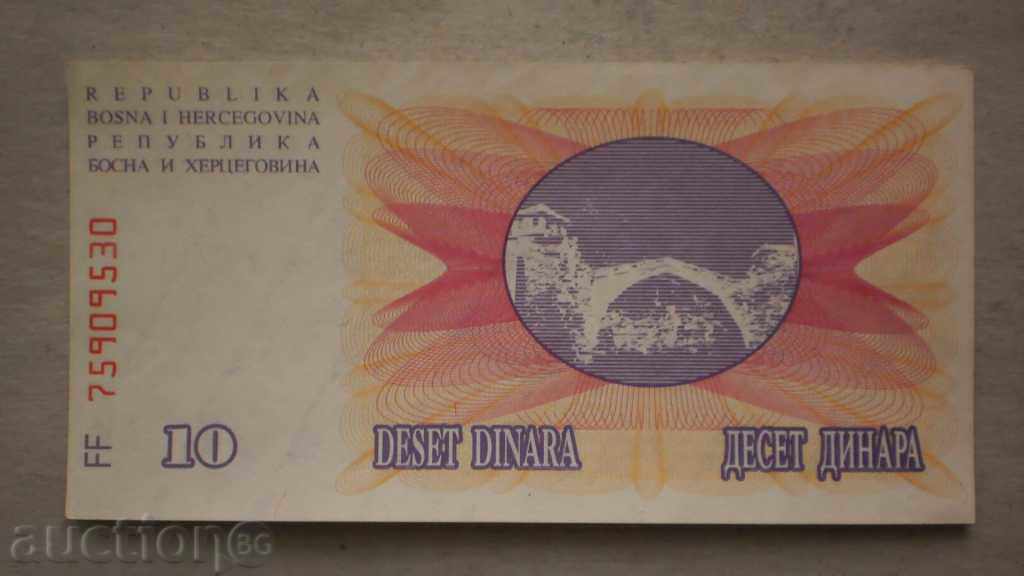 REPUBLIKA
BOSNA I HERCEGOVINA
РЕПУБЛИКА
БОСНА И ХЕРЦЕГОВИНА
FF 75909530
10
DESET DINARA
ДЕСЕТ ДИНАРА
auction BG